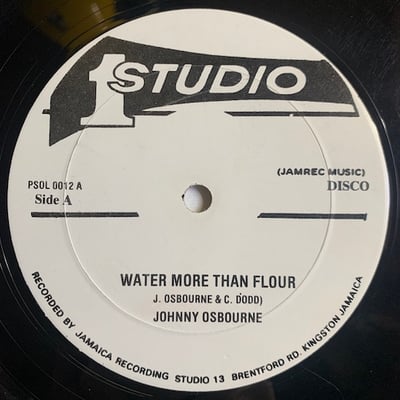 1 STUDIO
(JAMREC MUSIC)
PSOL 0012 A
DISCO
Side A
WATER MORE THAN FLOUR
J. OSBOURNE & C. DODD)
JOHNNY OSBOURNE
RECORDED BY JAMAICA RECORDING STUDIO 13 BRENTFORD RD. KINGSTON JAMAICA